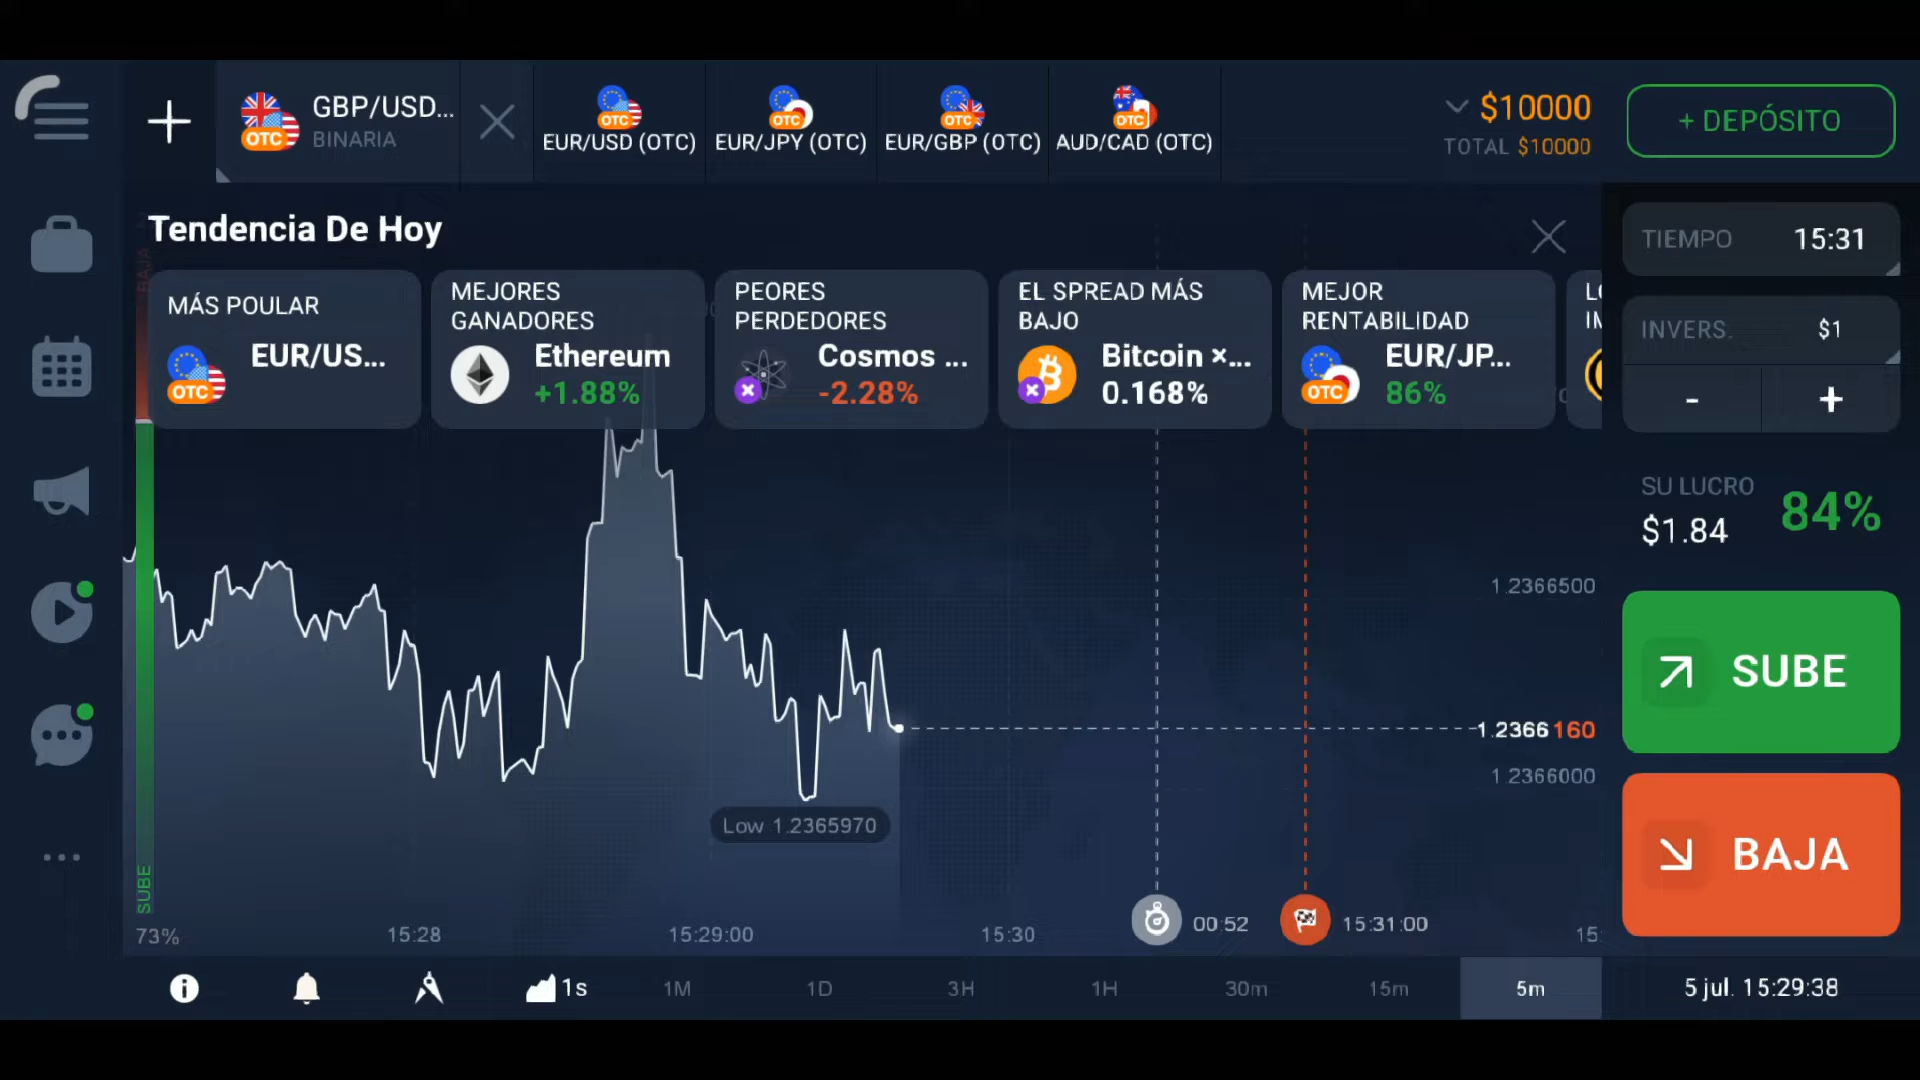 GBP/USD...
BINARIA
OTC
OTC
EUR/USD (OTC)
OTC
EUR/JPY (OTC)
OTC
EUR/GBP (OTC)
OTC
AUD/CAD (OTC)
$10000
TOTAL $10000
+ DEPÓSITO
Tendencia De Hoy
MÁS POULAR
EUR/US...
OTC
MEJORES
GANADORES
Ethereum
+1.88%
PEORES
PERDEDORES
Cosmos ...
-2.28%
EL SPREAD MÁS
BAJO
Bitcoin ×...
0.168%
MEJOR
RENTABILIDAD
EUR/JP...
OTC
86%
TIEMPO 15:31
INVERS. $1
- +
SU LUCRO
$1.84
84%
SUBE
BAJA
BAJA
SUBE
73%
1.2366500
1.2366160
1.2366000
Low 1.2365970
00:52
15:31:00
15:28
15:29:00
15:30
15:
1s
1M
1D
3H
1H
30m
15m
5m
5 jul. 15:29:38